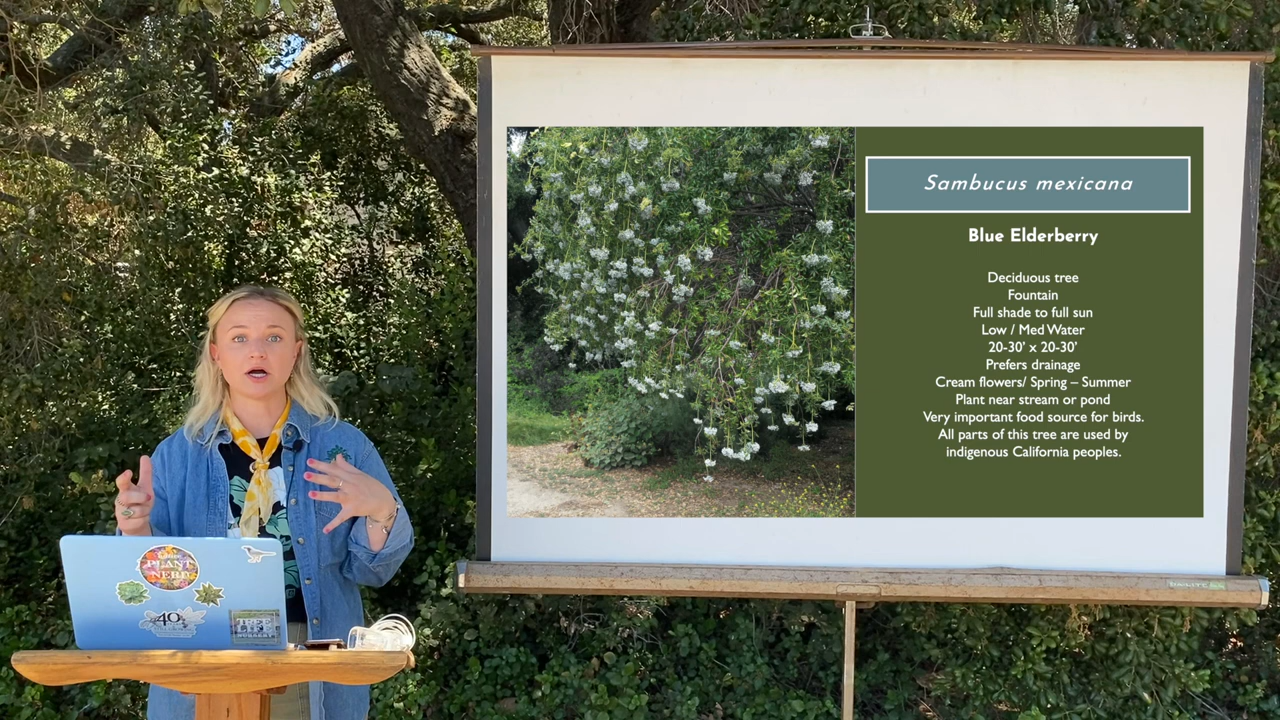 Sambucus mexicana
Blue Elderberry
Deciduous tree
Fountain
Full shade to full sun
Low / Med Water
20-30' x 20-30'
Prefers drainage
Cream flowers/ Spring – Summer
Plant near stream or pond
Very important food source for birds.
All parts of this tree are used by
indigenous California peoples.
PLANT
NERD
40
TREE
LIFE
NURSERY